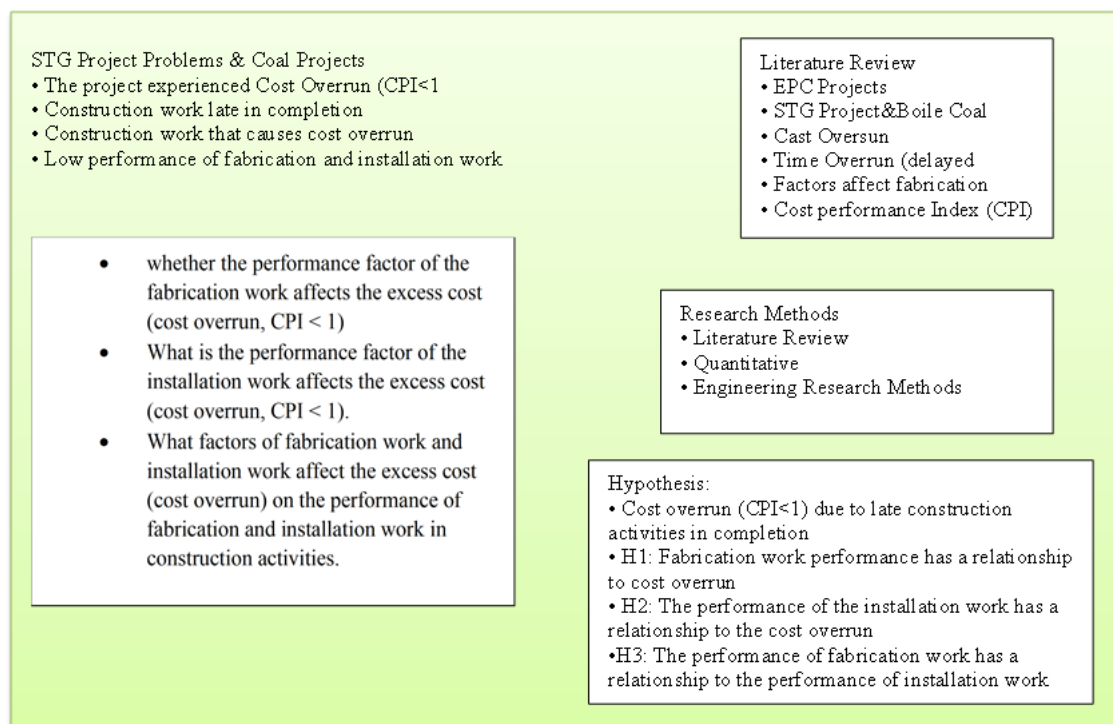 STG Project Problems & Coal Projects
• The project experienced Cost Overrun (CPI<1
• Construction work late in completion
• Construction work that causes cost overrun
• Low performance of fabrication and installation work
• whether the performance factor of the
fabrication work affects the excess cost
(cost overrun, CPI < 1)
• What is the performance factor of the
installation work affects the excess cost
(cost overrun, CPI < 1).
• What factors of fabrication work and
installation work affect the excess cost
(cost overrun) on the performance of
fabrication and installation work in
construction activities.
Literature Review
• EPC Projects
• STG Project&Boile Coal
• Cast Oversun
• Time Overrun (delayed
• Factors affect fabrication
• Cost performance Index (CPI)
Research Methods
• Literature Review
• Quantitative
• Engineering Research Methods
Hypothesis:
• Cost overrun (CPI<1) due to late construction
activities in completion
• H1: Fabrication work performance has a relationship
to cost overrun
• H2: The performance of the installation work has a
relationship to the cost overrun
•H3: The performance of fabrication work has a
relationship to the performance of installation work